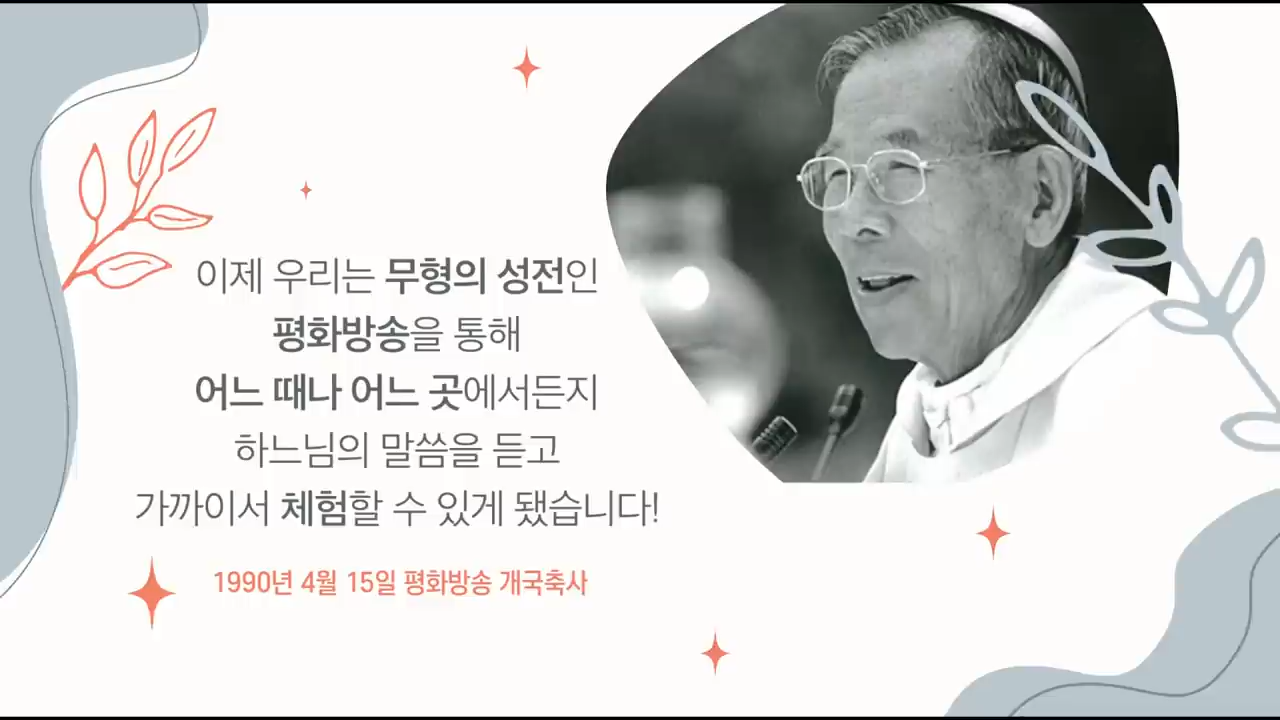 이제 우리는 무형의 성전인
평화방송을 통해
어느 때나 어느 곳에서든지
하느님의 말씀을 듣고
가까이서 체험할 수 있게 됐습니다!
1990년 4월 15일 평화방송 개국축사